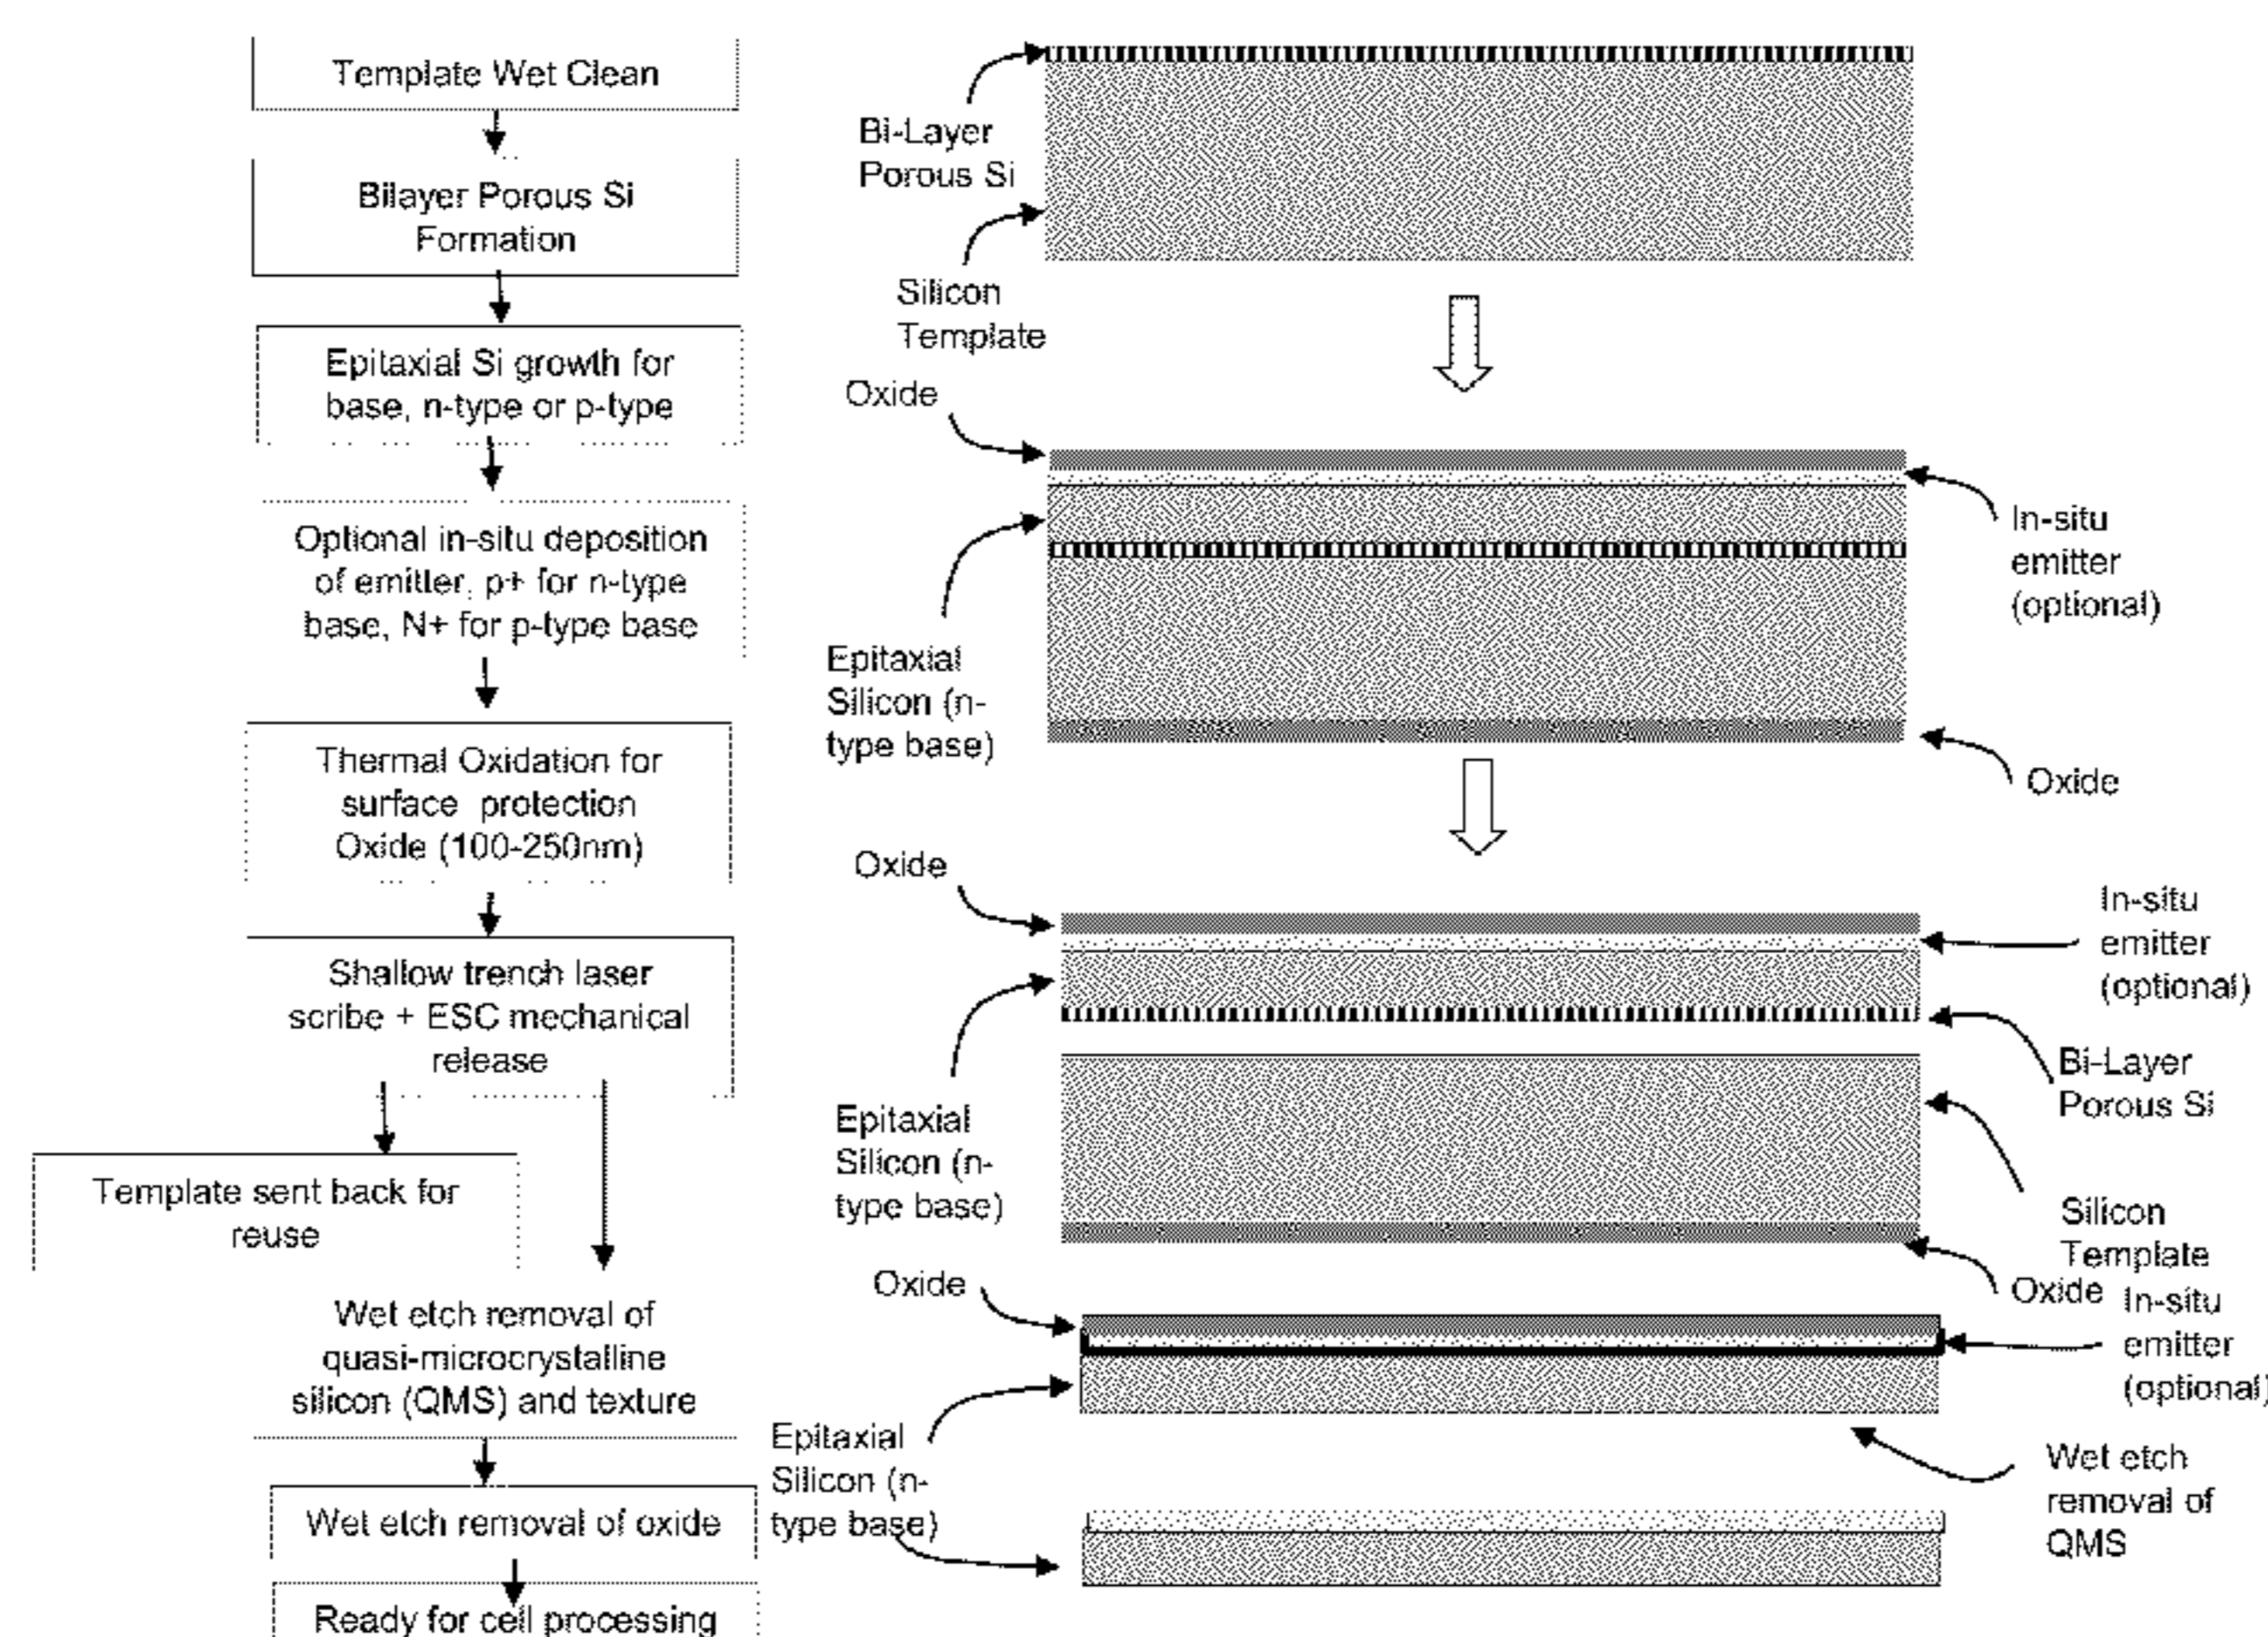 Template Wet Clean
Bilayer Porous Si
Formation
Epitaxial Si growth for
base, n-type or p-type
Optional in-situ deposition
of emitter, p+ for n-type
base, N+ for p-type base
Thermal Oxidation for
surface protection
Oxide (100-250nm)
Shallow trench laser
scribe + ESC mechanical
release
Template sent back for
reuse
Wet etch removal of
quasi-microcrystalline
silicon (QMS) and texture
Wet etch removal of oxide
Ready for cell processing
Bi-Layer
Porous Si
Silicon
Template
Oxide
Epitaxial
Silicon (n-
type base)
In-situ
emitter
(optional)
Oxide
Oxide
Epitaxial
Silicon (n-
type base)
In-situ
emitter
(optional)
Bi-Layer
Porous Si
Silicon
Template
Oxide
Oxide
Epitaxial
Silicon (n-
type base)
In-situ
emitter
(optional)
Wet etch
removal of
QMS